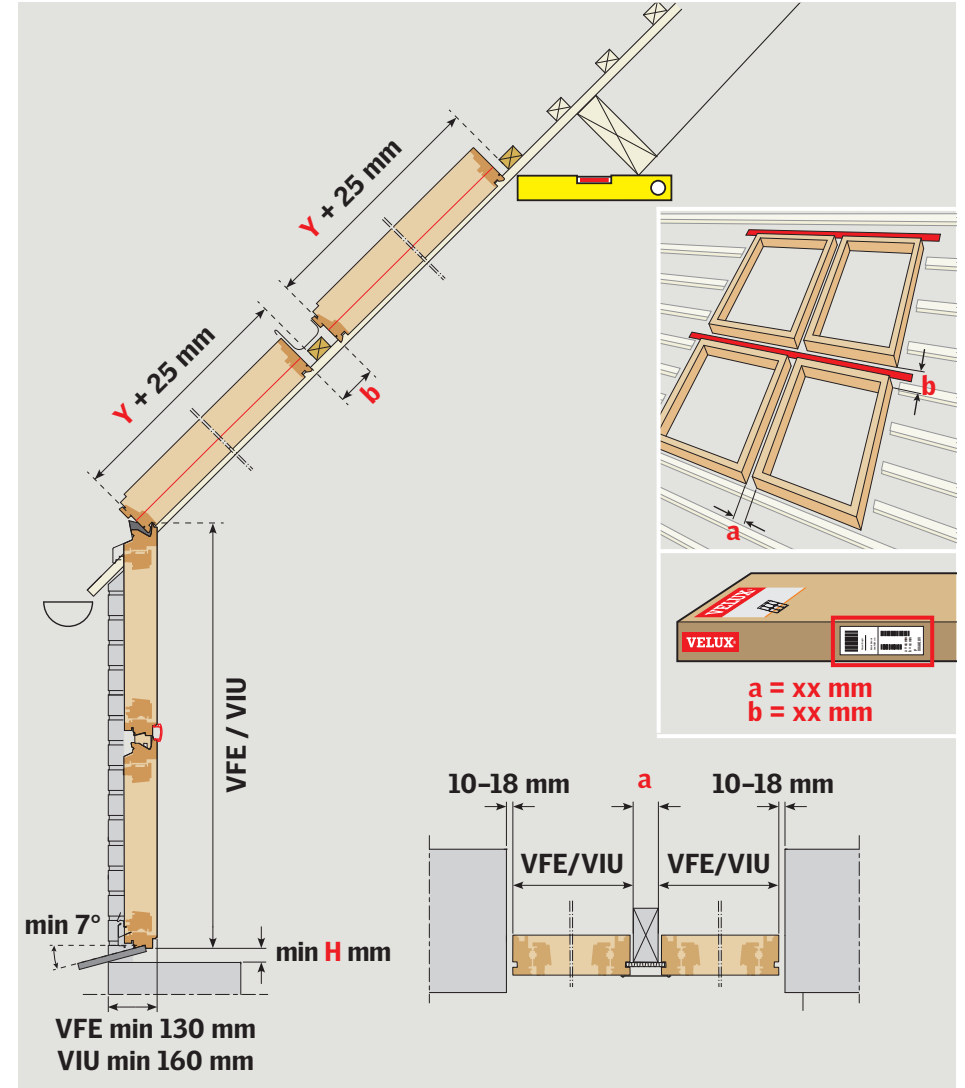 Y + 25 mm
Y + 25 mm
b
b
a
VELUX
VELUX
a = xx mm
b = xx mm
VFE / VIU
10–18 mm
a
10–18 mm
VFE/VIU
VFE/VIU
min 7°
min H mm
VFE min 130 mm
VIU min 160 mm